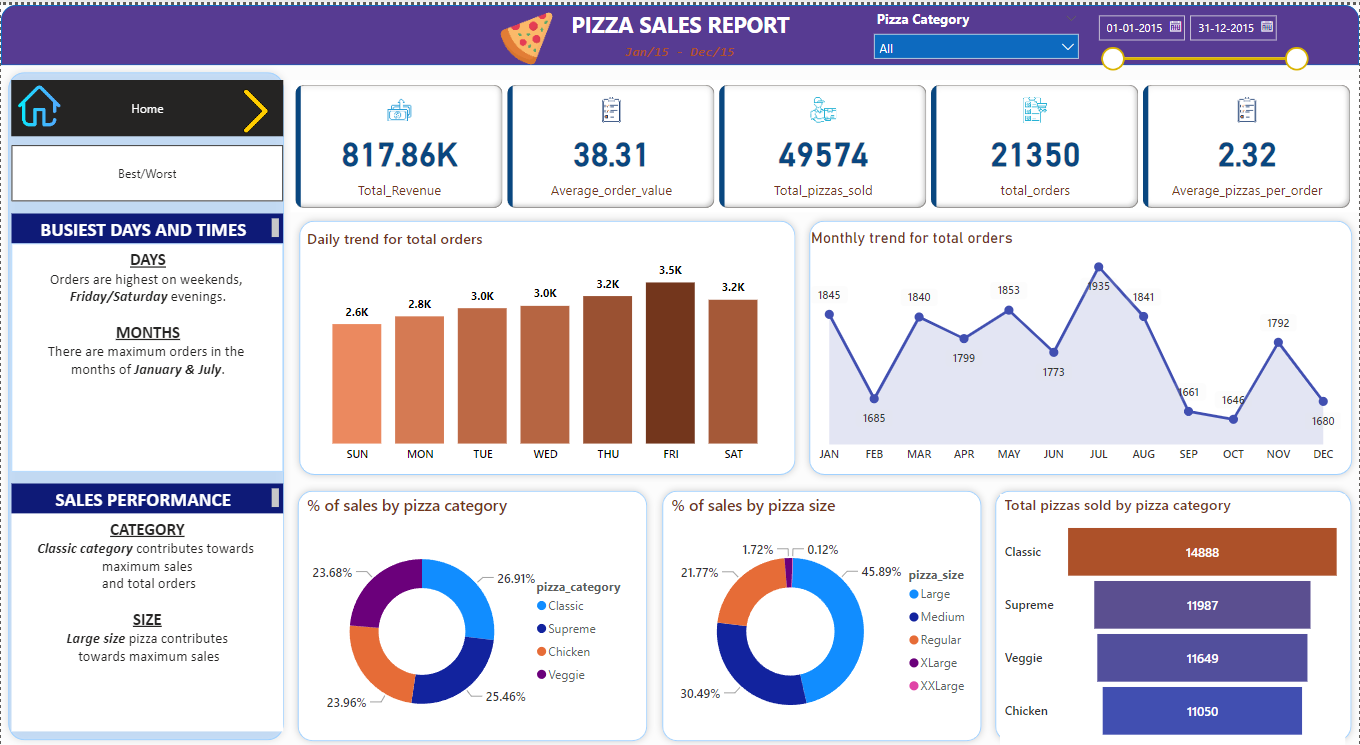 PIZZA SALES REPORT
Jan/15 - Dec/15
Pizza Category
All
01-01-2015
31-12-2015
Home
Best/Worst
BUSIEST DAYS AND TIMES
DAYS
Orders are highest on weekends,
Friday/Saturday evenings.
MONTHS
There are maximum orders in the
months of January & July.
SALES PERFORMANCE
CATEGORY
Classic category contributes towards
maximum sales
and total orders
SIZE
Large size pizza contributes
towards maximum sales
817.86K
Total_Revenue
38.31
Average_order_value
49574
Total_pizzas_sold
21350
total_orders
2.32
Average_pizzas_per_order
Daily trend for total orders
2.6K
2.8K
3.0K
3.0K
3.2K
3.5K
3.2K
SUN MON TUE WED THU FRI SAT
Monthly trend for total orders
1845
1685
1840
1799
1853
1773
1935
1841
1661
1646
1792
1680
JAN FEB MAR APR MAY JUN JUL AUG SEP OCT NOV DEC
% of sales by pizza category
26.91%
25.46%
23.96%
23.68%
pizza_category
Classic
Supreme
Chicken
Veggie
% of sales by pizza size
45.89%
30.49%
21.77%
1.72%
0.12%
pizza_size
Large
Medium
Regular
XLarge
XXLarge
Total pizzas sold by pizza category
Classic 14888
Supreme 11987
Veggie 11649
Chicken 11050